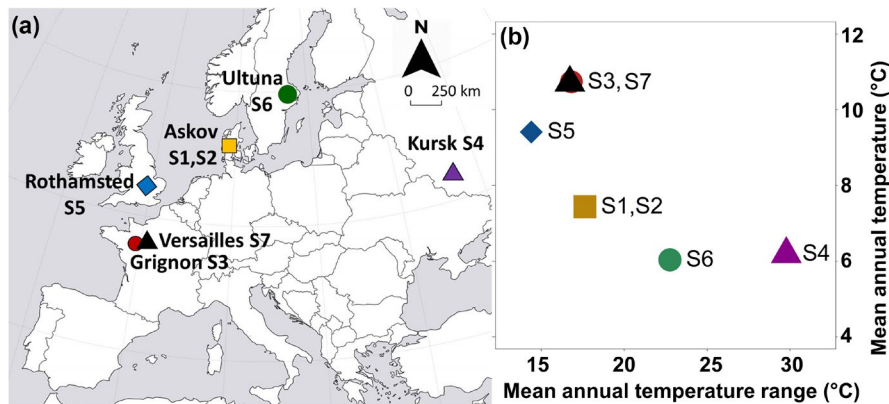 (a)
N
0 250 km
Ultuna
S6
Askov
S1,S2
Kursk S4
Rothamsted
S5
Versailles S7
Grignon S3
(b)
12
10
8
6
4
Mean annual temperature (°C)
S3, S7
S5
S1,S2
S6
S4
15 20 25 30
Mean annual temperature range (°C)